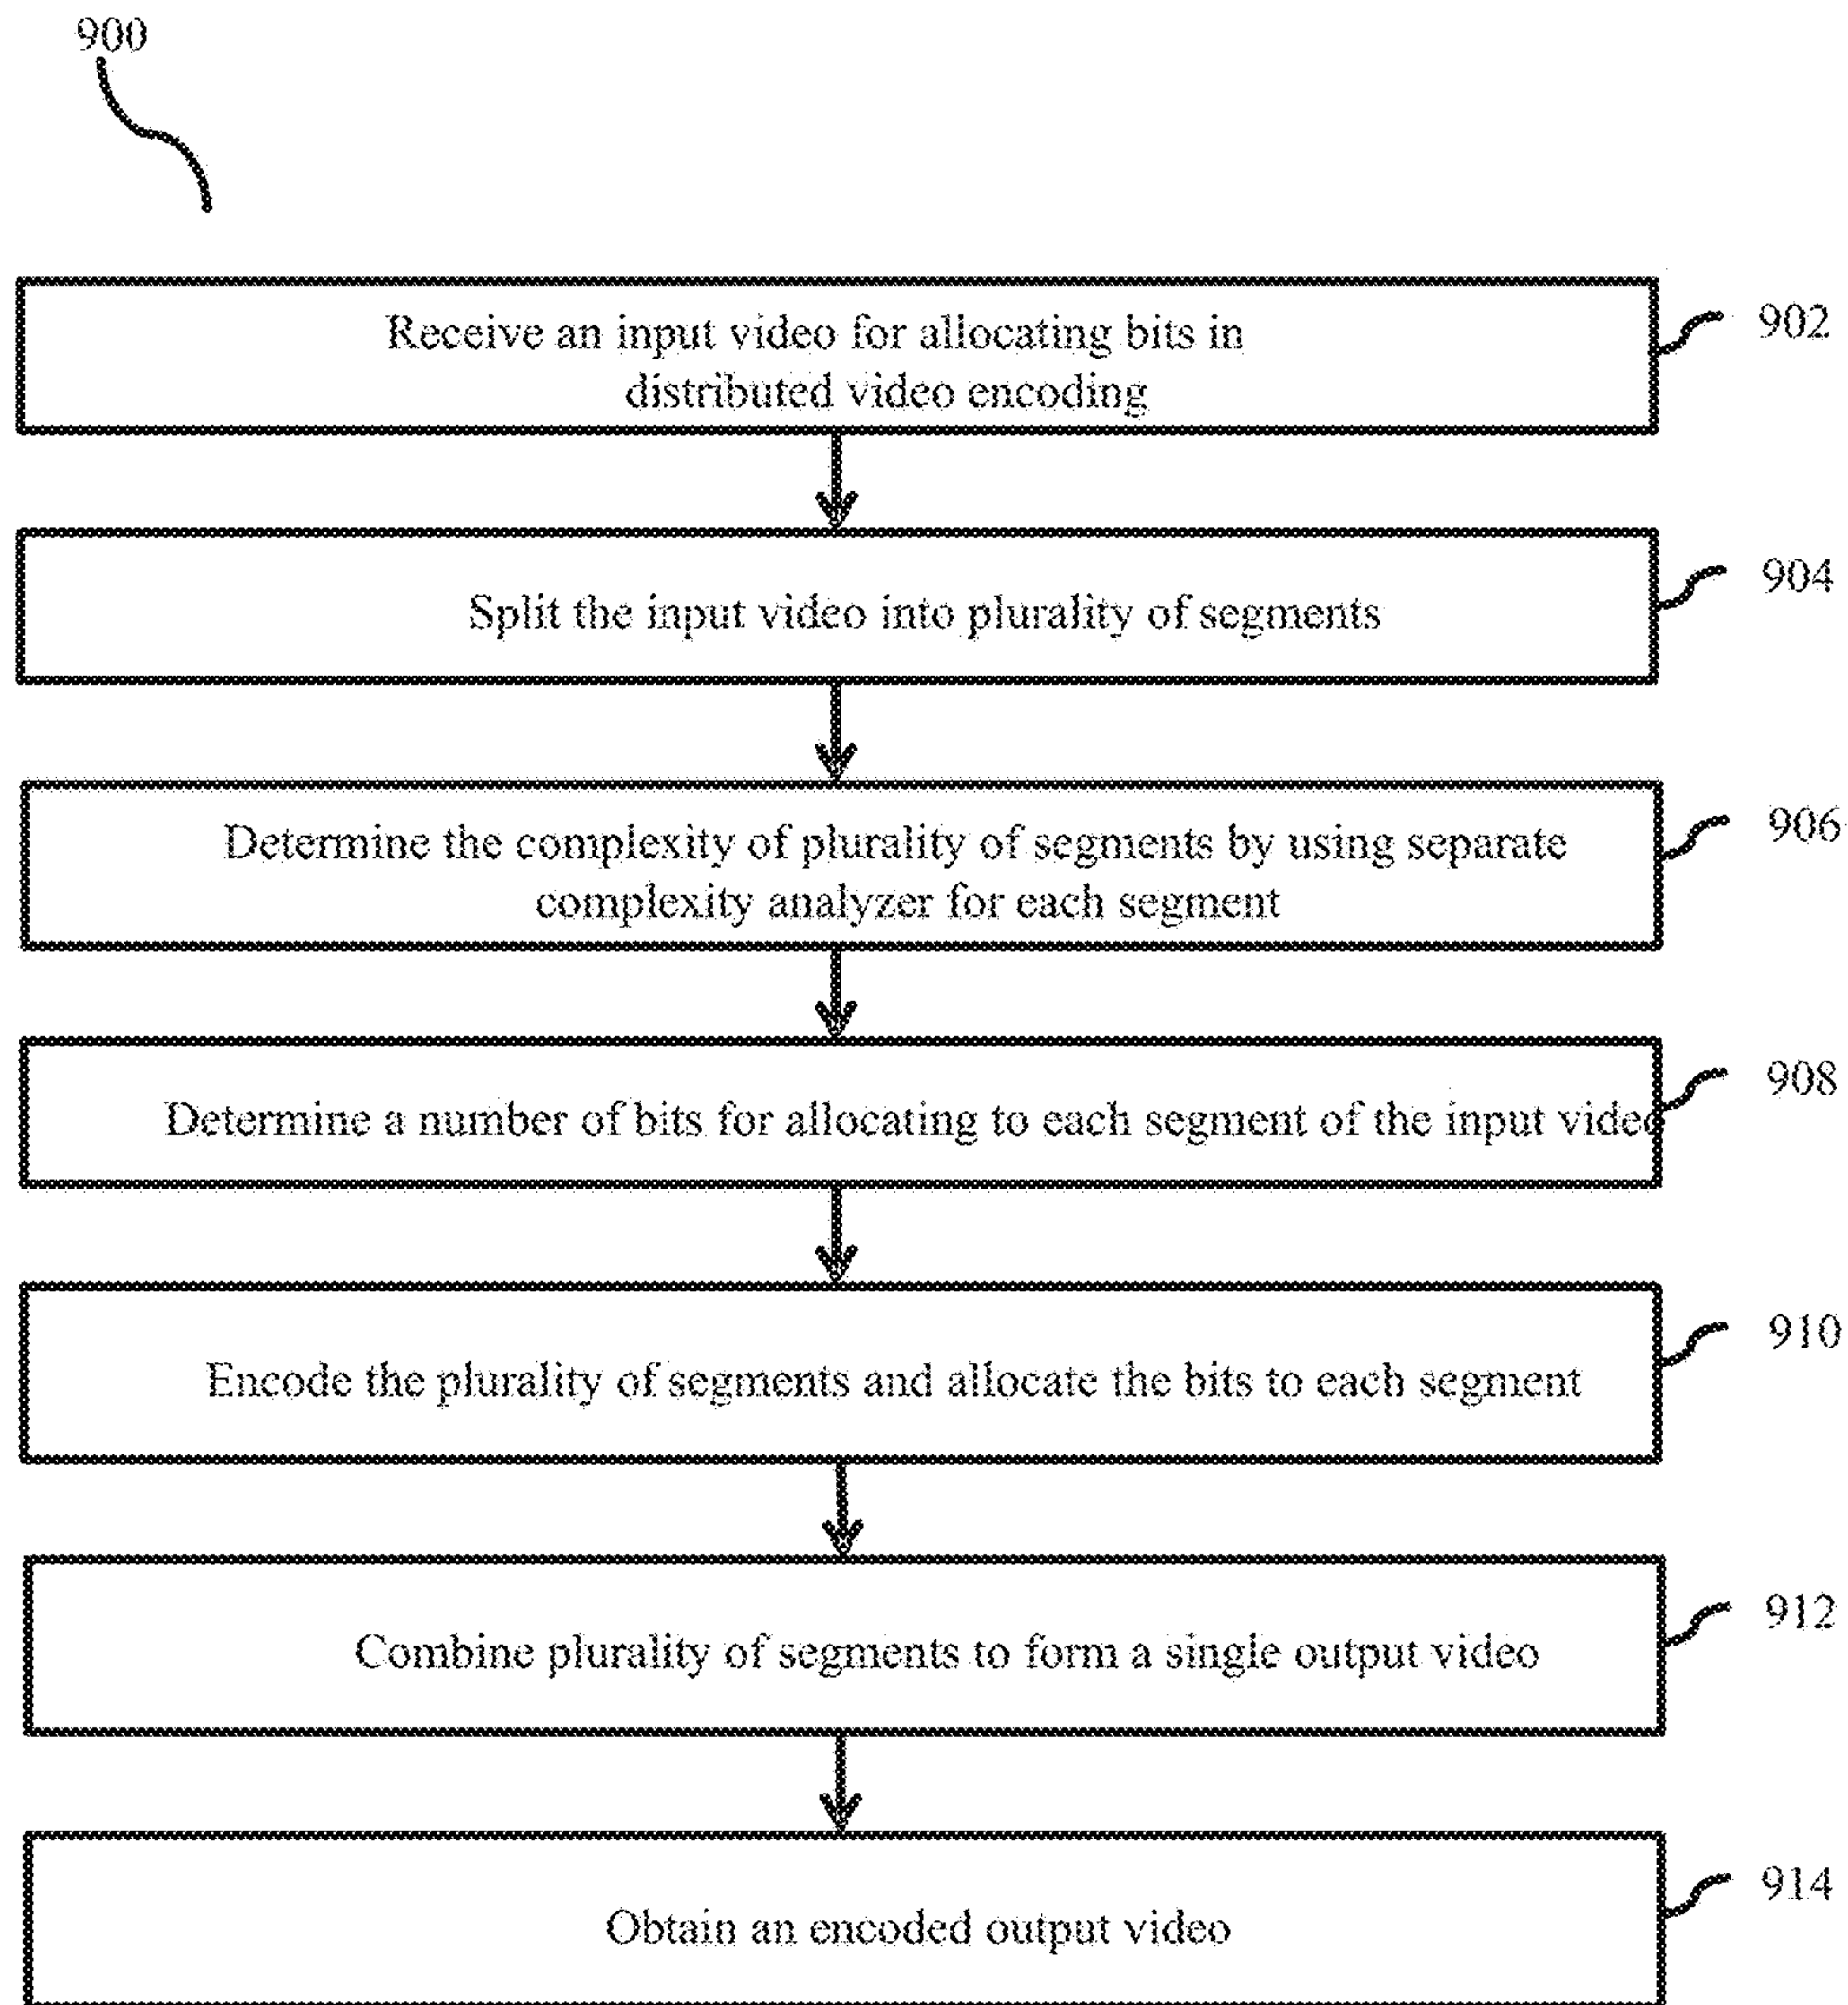 900
Receive an input video for allocating bits in
distributed video encoding
902
Split the input video into plurality of segments
904
Determine the complexity of plurality of segments by using separate
complexity analyzer for each segment
906
Determine a number of bits for allocating to each segment of the input video
908
Encode the plurality of segments and allocate the bits to each segment
910
Combine plurality of segments to form a single output video
912
Obtain an encoded output video
914